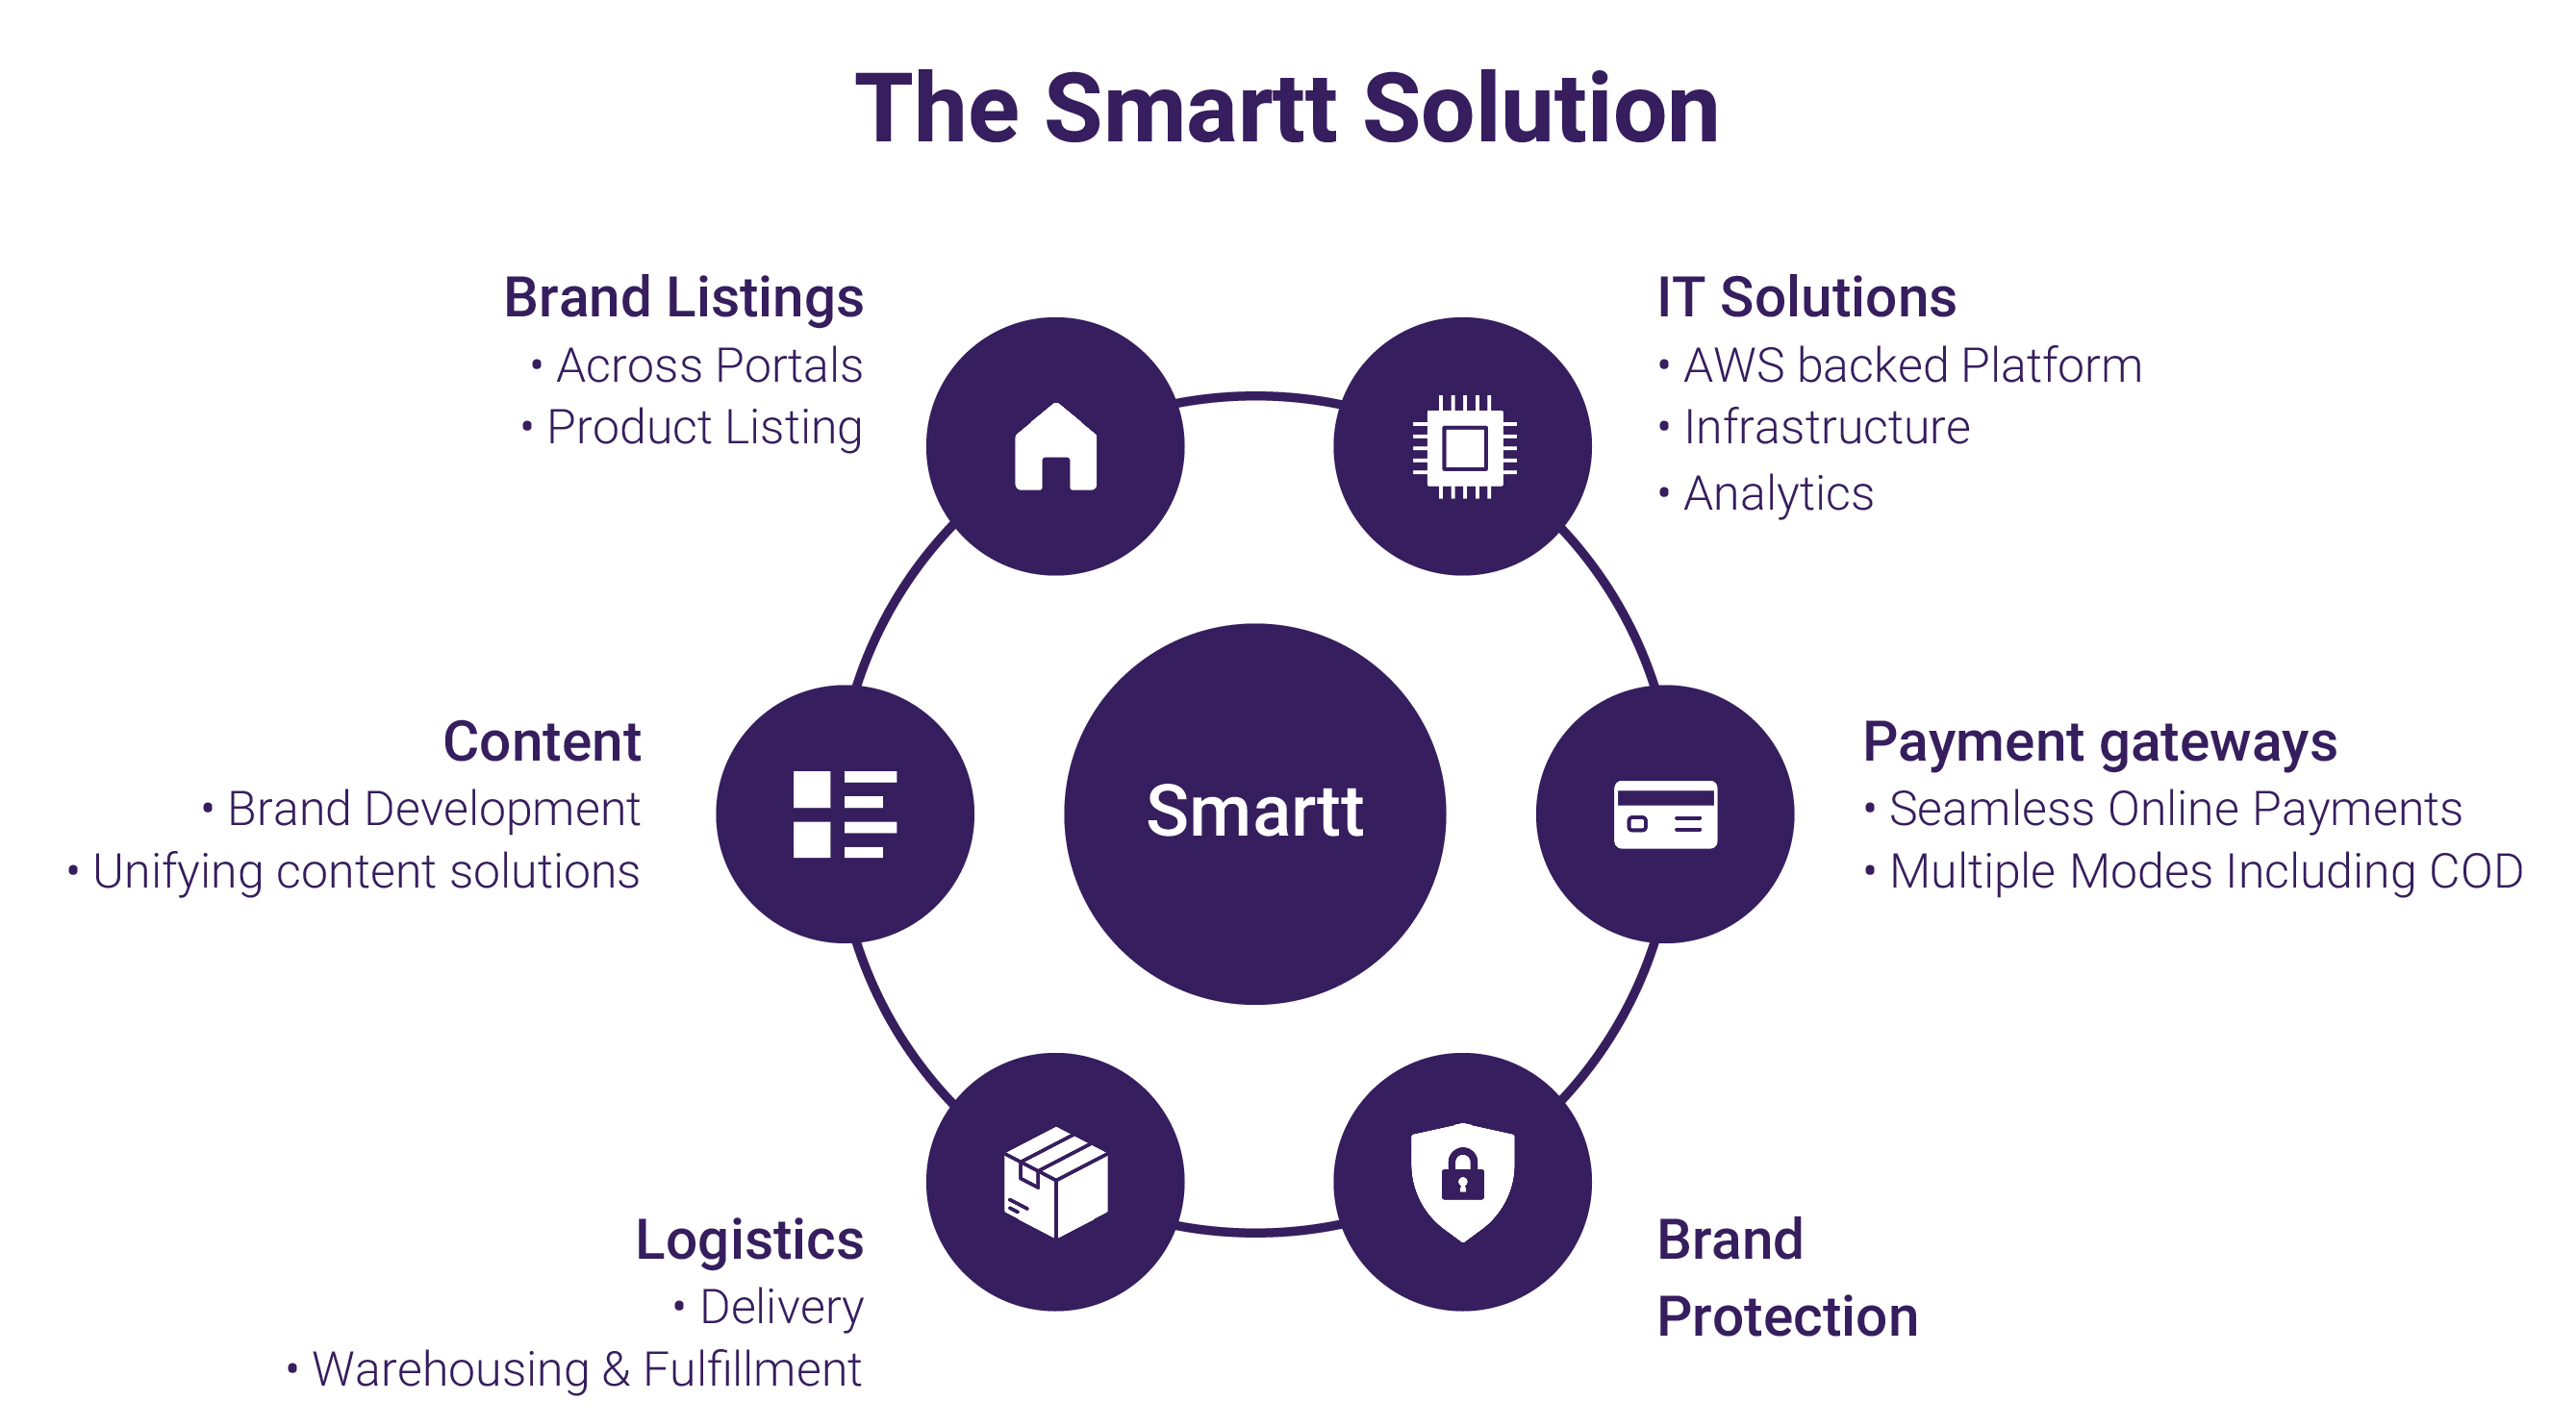 The Smartt Solution
Brand Listings
• Across Portals
• Product Listing
IT Solutions
• AWS backed Platform
• Infrastructure
• Analytics
Content
• Brand Development
• Unifying content solutions
Smartt
Payment gateways
• Seamless Online Payments
• Multiple Modes Including COD
Logistics
• Delivery
• Warehousing & Fulfillment
Brand
Protection